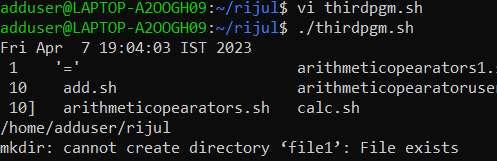 adduser@LAPTOP-A2OOGH09:~/rijul$ vi thirdpgm.sh
adduser@LAPTOP-A2OOGH09:~/rijul$ ./thirdpgm.sh
Fri Apr  7 19:04:03 IST 2023
 1    '='                       arithmeticopearators1.s
 10    add.sh                   arithmeticopearatoruser
 10]   arithmeticopearators.sh   calc.sh
/home/adduser/rijul
mkdir: cannot create directory ‘file1’: File exists